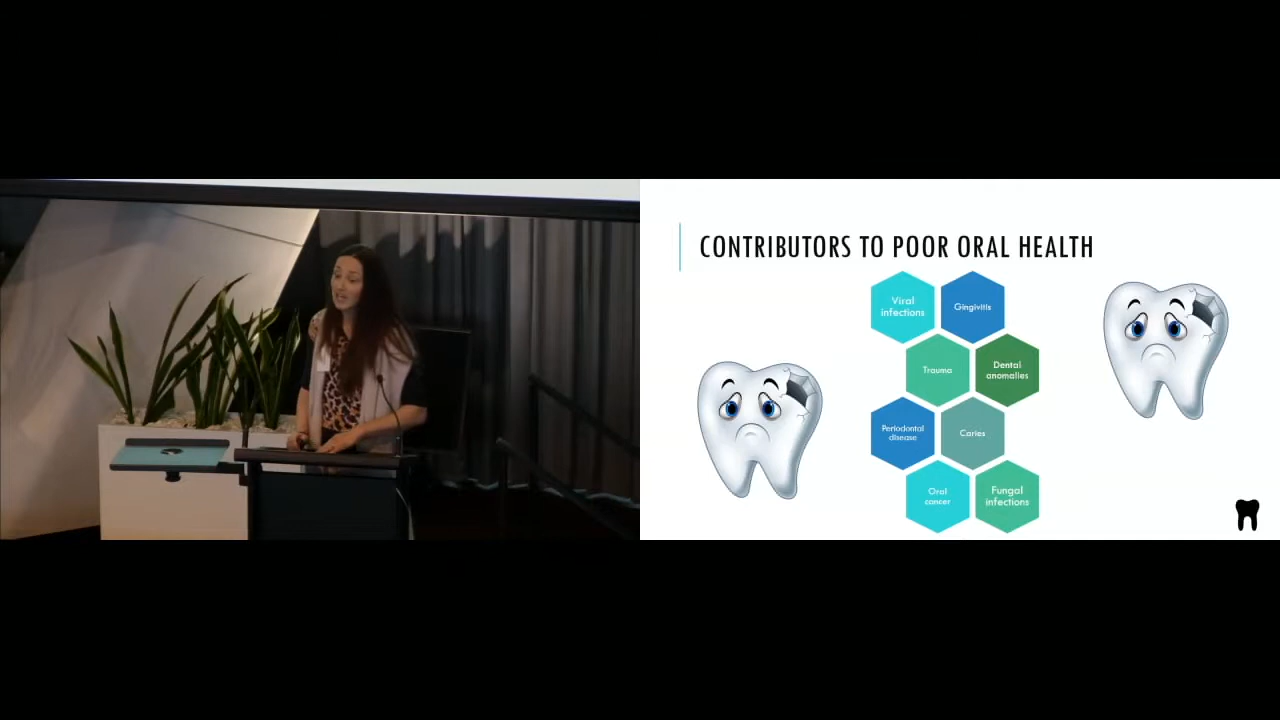 CONTRIBUTORS TO POOR ORAL HEALTH
Viral
infections
Gingivitis
Trauma
Dental
anomalies
Periodontal
disease
Caries
Oral
cancer
Fungal
infections